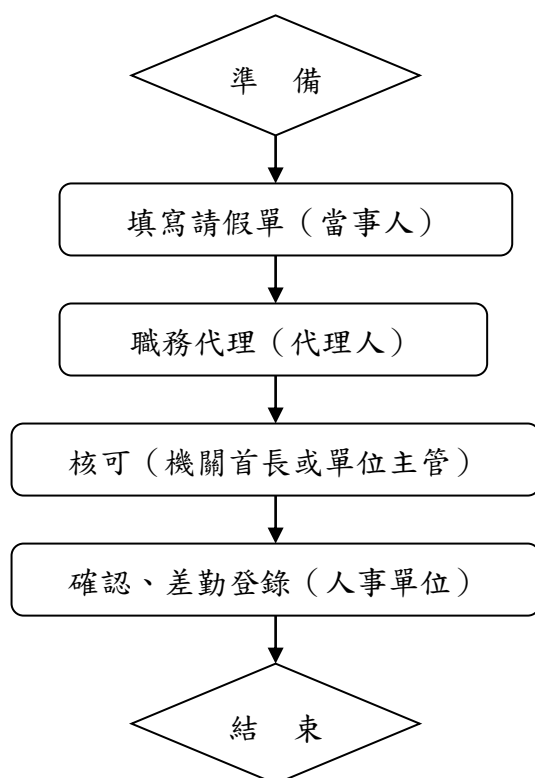 準 備
填寫請假單（當事人）
職務代理（代理人）
核可（機關首長或單位主管）
確認、差勤登錄（人事單位）
結 束